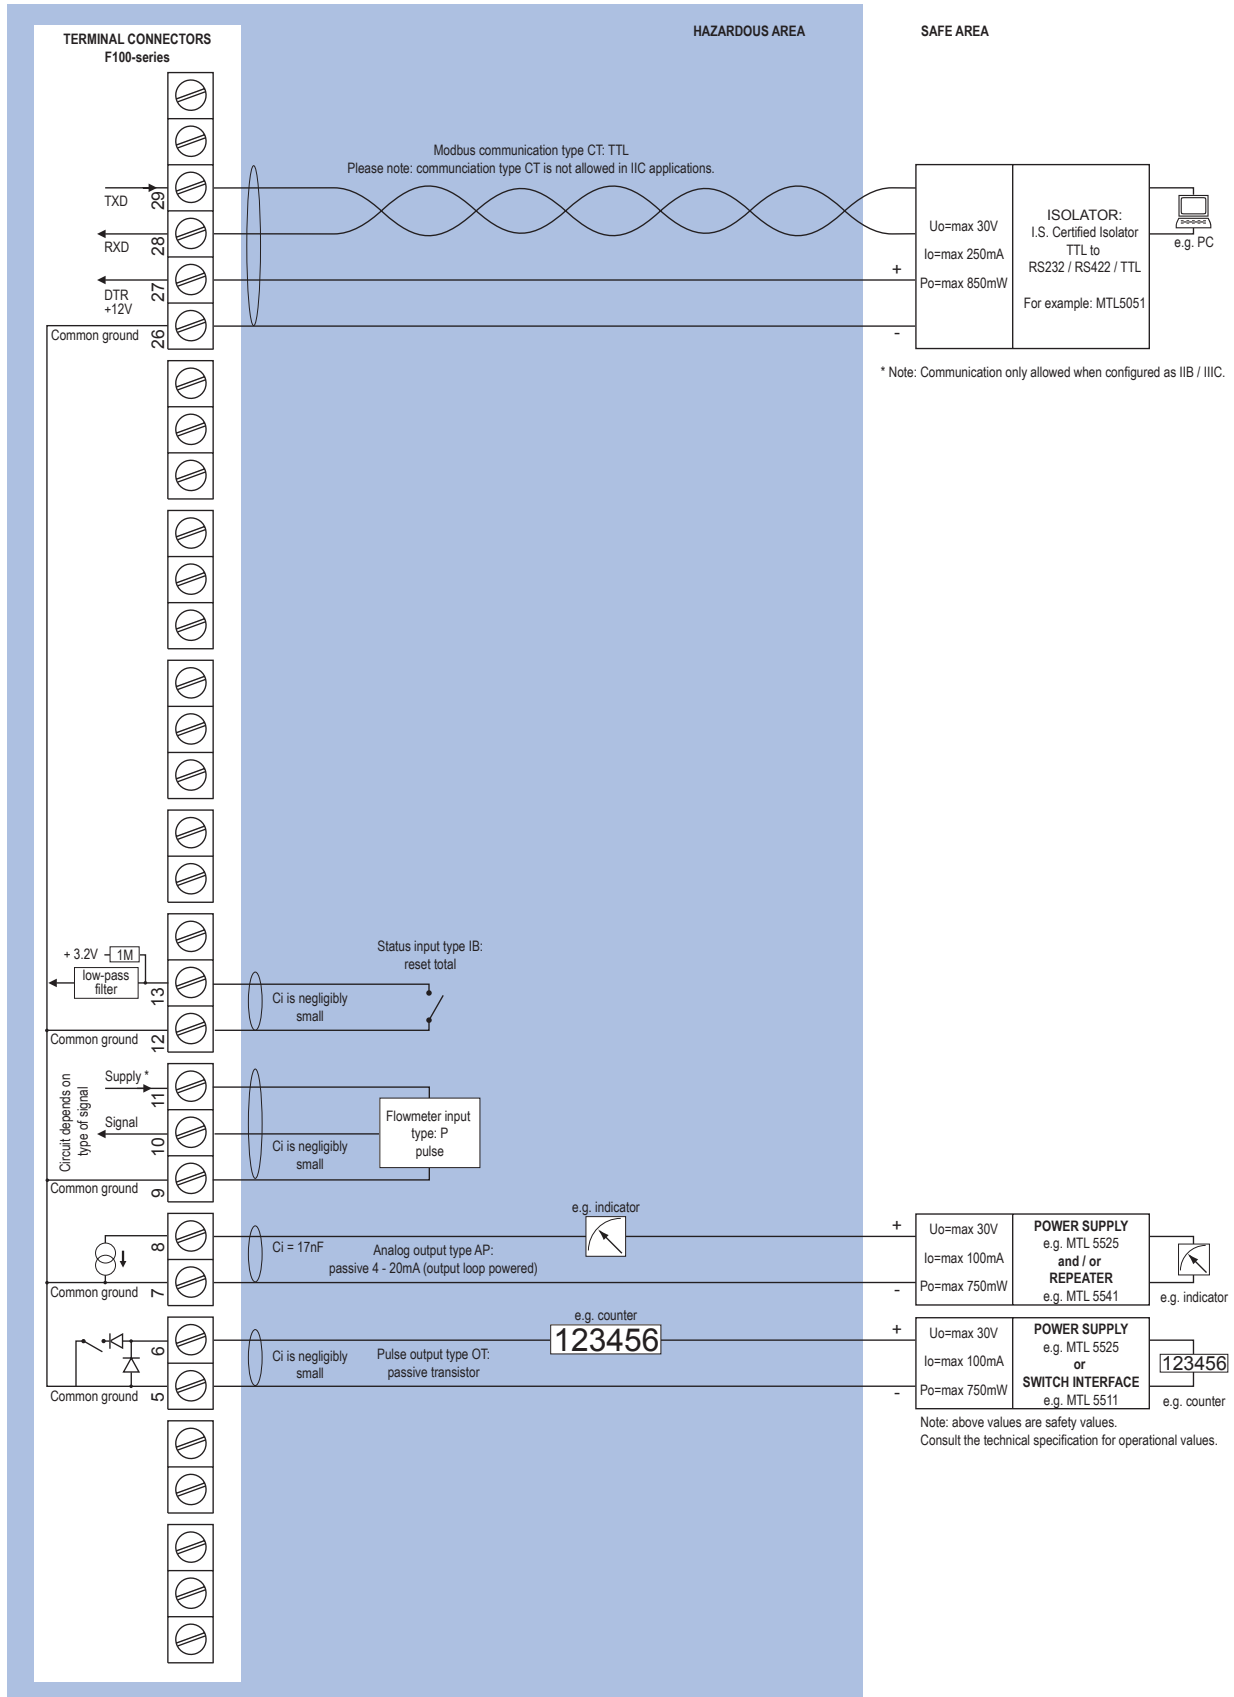 TERMINAL CONNECTORS
F100-series
HAZARDOUS AREA
SAFE AREA
Modbus communication type CT: TTL
Please note: communciation type CT is not allowed in IIC applications.
TXD
29
RXD
28
DTR
+12V
27
Common ground
26
+
-
Uo=max 30V
Io=max 250mA
Po=max 850mW
ISOLATOR:
I.S. Certified Isolator
TTL to
RS232 / RS422 / TTL
For example: MTL5051
e.g. PC
* Note: Communication only allowed when configured as IIB / IIIC.
+ 3.2V
1M
low-pass
filter
13
Common ground
12
Ci is negligibly
small
Status input type IB:
reset total
Circuit depends on
type of signal
Supply *
11
Signal
10
Common ground
9
Ci is negligibly
small
Flowmeter input
type: P
pulse
8
Common ground
7
Ci = 17nF
Analog output type AP:
passive 4 - 20mA (output loop powered)
e.g. indicator
+
-
Uo=max 30V
Io=max 100mA
Po=max 750mW
POWER SUPPLY
e.g. MTL 5525
and / or
REPEATER
e.g. MTL 5541
e.g. indicator
6
Common ground
5
Ci is negligibly
small
Pulse output type OT:
passive transistor
e.g. counter
123456
+
-
Uo=max 30V
Io=max 100mA
Po=max 750mW
POWER SUPPLY
e.g. MTL 5525
or
SWITCH INTERFACE
e.g. MTL 5511
123456
e.g. counter
Note: above values are safety values.
Consult the technical specification for operational values.